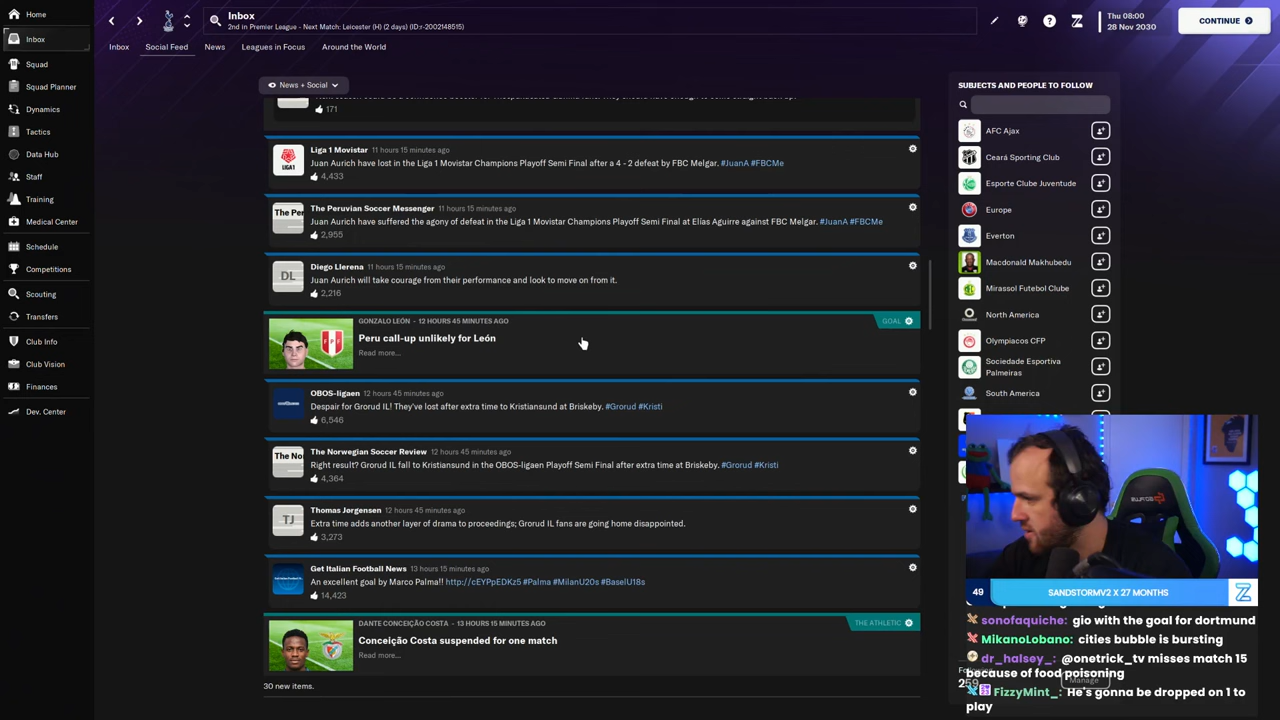 Home
Inbox
2nd in Premier League - Next Match: Leicester (H) (2 days) (ID:r-2002148515)
Thu 08:00
28 Nov 2030
CONTINUE
Inbox
Squad
Squad Planner
Dynamics
Tactics
Data Hub
Staff
Training
Medical Center
Schedule
Competitions
Scouting
Transfers
Club Info
Club Vision
Finances
Dev. Center
Inbox
Social Feed
News
Leagues in Focus
Around the World
News + Social
171
Liga 1 Movistar 11 hours 15 minutes ago
Juan Aurich have lost in the Liga 1 Movistar Champions Playoff Semi Final after a 4 - 2 defeat by FBC Melgar. #JuanA #FBCMe
4,433
The Per
The Peruvian Soccer Messenger 11 hours 15 minutes ago
Juan Aurich have suffered the agony of defeat in the Liga 1 Movistar Champions Playoff Semi Final at Elías Aguirre against FBC Melgar. #JuanA #FBCMe
2,955
DL
Diego Llerena 11 hours 15 minutes ago
Juan Aurich will take courage from their performance and look to move on from it.
2,216
GONZALO LEÓN - 12 HOURS 45 MINUTES AGO
GOAL
Peru call-up unlikely for León
Read more...
OBOS-ligaen 12 hours 45 minutes ago
Despair for Grorud IL! They've lost after extra time to Kristiansund at Briskeby. #Grorud #Kristi
6,546
The Noi
The Norwegian Soccer Review 12 hours 45 minutes ago
Right result? Grorud IL fall to Kristiansund in the OBOS-ligaen Playoff Semi Final after extra time at Briskeby. #Grorud #Kristi
4,364
TJ
Thomas Jørgensen 12 hours 45 minutes ago
Extra time adds another layer of drama to proceedings; Grorud IL fans are going home disappointed.
3,273
Get Italian Football News 13 hours 15 minutes ago
An excellent goal by Marco Palma!! http://cEYPpEDKz5 #Palma #MilanU20s #BaselU18s
14,423
DANTE CONCEIÇÃO COSTA - 13 HOURS 15 MINUTES AGO
THE ATHLETIC
Conceição Costa suspended for one match
Read more...
30 new items.
SUBJECTS AND PEOPLE TO FOLLOW
AFC Ajax
Ceará Sporting Club
Esporte Clube Juventude
Europe
Everton
Macdonald Makhubedu
Mirassol Futebol Clube
North America
Olympiacos CFP
Sociedade Esportiva
Palmeiras
South America
49
SANDSTORMV2 X 27 MONTHS
sonofaquiche: gio with the goal for dortmund
MikanoLobano: cities bubble is bursting
dr_halsey_: @onetrick_tv misses match 15
because of food poisoning
FizzyMint_: He's gonna be dropped on 1 to
play
259
Manage